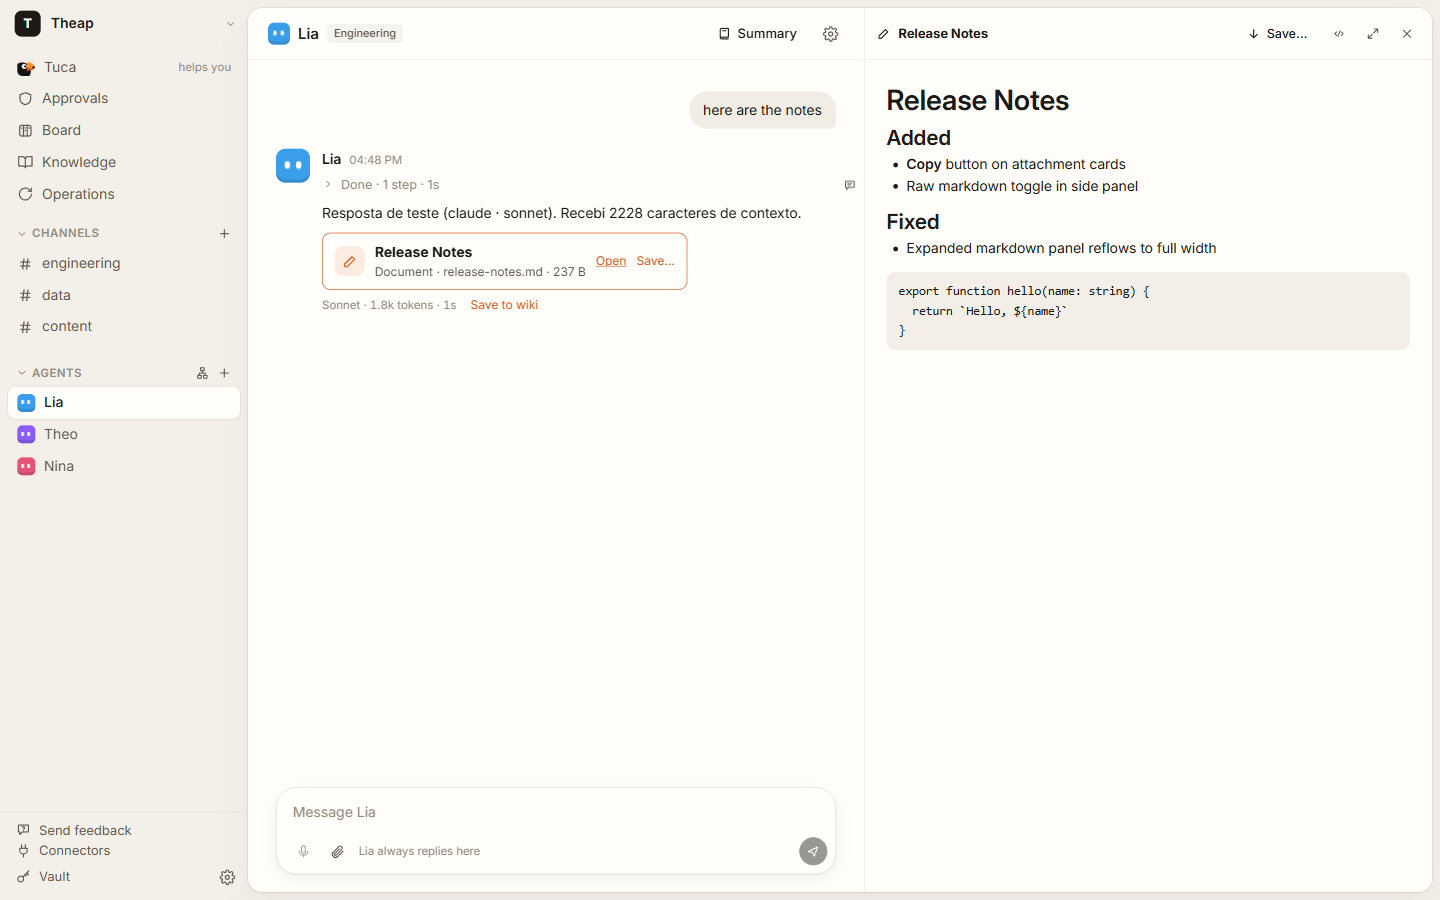 T Theap
Tuca helps you
Approvals
Board
Knowledge
Operations
CHANNELS
# engineering
# data
# content
AGENTS
Lia
Theo
Nina
Send feedback
Connectors
Vault
Lia Engineering
Summary
here are the notes
Lia 04:48 PM
Done · 1 step · 1s
Resposta de teste (claude · sonnet). Recebi 2228 caracteres de contexto.
Release Notes
Document · release-notes.md · 237 B
Open Save...
Sonnet · 1.8k tokens · 1s Save to wiki
Message Lia
Lia always replies here
Release Notes
Save...
Release Notes
Added
• Copy button on attachment cards
• Raw markdown toggle in side panel
Fixed
• Expanded markdown panel reflows to full width
export function hello(name: string) {
  return `Hello, ${name}`
}